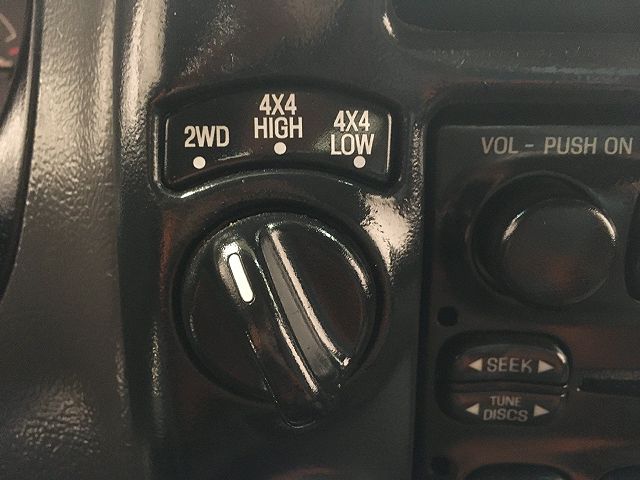 2WD
4X4
HIGH
4X4
LOW
VOL - PUSH ON
SEEK
TUNE
DISCS